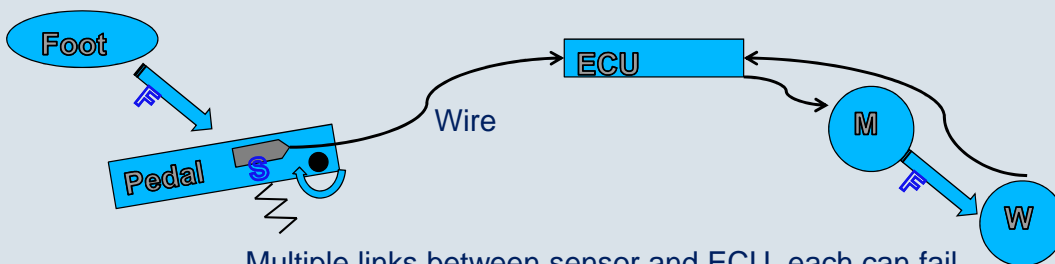 Foot
F
ECU
Wire
M
S
Pedal
F
W
Multiple links between sensor and ECU, each can fail